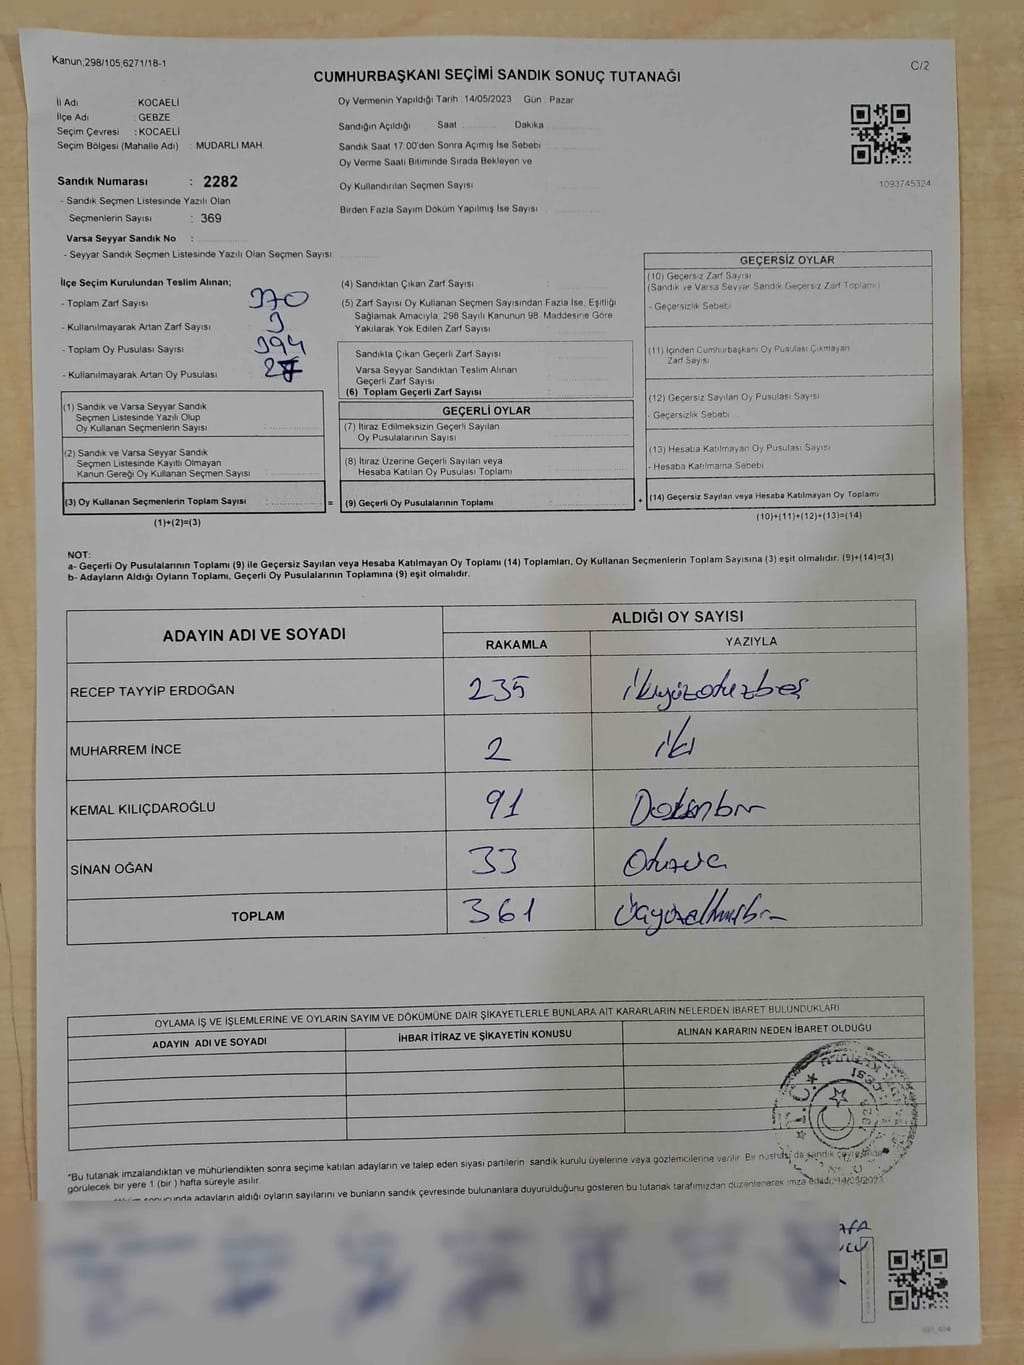 Kanun;298/105,6271/18-1
C/2
CUMHURBAŞKANI SEÇİMİ SANDIK SONUÇ TUTANAĞI
İl Adı : KOCAELİ
İlçe Adı : GEBZE
Seçim Çevresi : KOCAELİ
Seçim Bölgesi (Mahalle Adı) : MUDARLI MAH.
Sandık Numarası : 2282
- Sandık Seçmen Listesinde Yazılı Olan
Seçmenlerin Sayısı : 369
Varsa Seyyar Sandık No :
- Seyyar Sandık Seçmen Listesinde Yazılı Olan Seçmen Sayısı
Oy Vermenin Yapıldığı Tarih : 14/05/2023 Gün : Pazar
Sandığın Açıldığı Saat Dakika
Sandık Saat 17.00'den Sonra Açımış İse Sebebi
Oy Verme Saati Bitiminde Sırada Bekleyen ve
Oy Kullandırılan Seçmen Sayısı :
Birden Fazla Sayım Döküm Yapılmış İse Sayısı
1093745324
İlçe Seçim Kurulundan Teslim Alınan;
- Toplam Zarf Sayısı 370
- Kullanılmayarak Artan Zarf Sayısı
- Toplam Oy Pusulası Sayısı 394
- Kullanılmayarak Artan Oy Pusulası
(1) Sandık ve Varsa Seyyar Sandık
Seçmen Listesinde Yazılı Olup
Oy Kullanan Seçmenlerin Sayısı
(2) Sandık ve Varsa Seyyar Sandık
Seçmen Listesinde Kayıtlı Olmayan
Kanun Gereği Oy Kullanan Seçmen Sayısı
(3) Oy Kullanan Seçmenlerin Toplam Sayısı :
(1)+(2)=(3)
(4) Sandıktan Çıkan Zarf Sayısı :
(5) Zarf Sayısı Oy Kullanan Seçmen Sayısından Fazla İse, Eşitliği
Sağlamak Amacıyla, 298 Sayılı Kanunun 98. Maddesine Göre
Yakılarak Yok Edilen Zarf Sayısı
Sandıkta Çıkan Geçerli Zarf Sayısı
Varsa Seyyar Sandıktan Teslim Alınan
Geçerli Zarf Sayısı
(6) Toplam Geçerli Zarf Sayısı
GEÇERLİ OYLAR
(7) İtiraz Edilmeksizin Geçerli Sayılan
Oy Pusulalarının Sayısı
(8) İtiraz Üzerine Geçerli Sayılan veya
Hesaba Katılan Oy Pusulası Toplamı
= (9) Geçerli Oy Pusulalarının Toplamı
GEÇERSİZ OYLAR
(10) Geçersiz Zarf Sayısı
(Sandık ve Varsa Seyyar Sandık Geçersiz Zarf Toplamı)
- Geçersizlik Sebebi
(11) İçinden Cumhurbaşkanı Oy Pusulası Çıkmayan
Zarf Sayısı
(12) Geçersiz Sayılan Oy Pusulası Sayısı
- Geçersizlik Sebebi
(13) Hesaba Katılmayan Oy Pusulası Sayısı
- Hesaba Katılmama Sebebi
+ (14) Geçersiz Sayılan veya Hesaba Katılmayan Oy Toplamı
(10)+(11)+(12)+(13)=(14)
NOT:
a- Geçerli Oy Pusulalarının Toplamı (9) ile Geçersiz Sayılan veya Hesaba Katılmayan Oy Toplamı (14) Toplamları, Oy Kullanan Seçmenlerin Toplam Sayısına (3) eşit olmalıdır. (9)+(14)=(3)
b- Adayların Aldığı Oyların Toplamı, Geçerli Oy Pusulalarının Toplamına (9) eşit olmalıdır.
ADAYIN ADI VE SOYADI ALDIĞI OY SAYISI
RAKAMLA YAZIYLA
RECEP TAYYİP ERDOĞAN 235 ikiyüzotuzbeş
MUHARREM İNCE 2 iki
KEMAL KILIÇDAROĞLU 91 Doksanbir
SİNAN OĞAN 33 Otuzüç
TOPLAM 361 üçyüzaltmışbir
OYLAMA İŞ VE İŞLEMLERİNE VE OYLARIN SAYIM VE DÖKÜMÜNE DAİR ŞİKAYETLERLE BUNLARA AİT KARARLARIN NELERDEN İBARET BULUNDUKLARI
ADAYIN ADI VE SOYADI İHBAR İTİRAZ VE ŞİKAYETİN KONUSU ALINAN KARARIN NEDEN İBARET OLDUĞU
T.C.
*Bu tutanak imzalandıktan ve mühürlendikten sonra seçime katılan adayların ve talep eden siyasi partilerin sandık kurulu üyelerine veya gözlemcilerine verilir. Bir nüshası da sandık çevresinde
görülecek bir yere 1 (bir ) hafta süreyle asılır.
sonucunda adayların aldığı oyların sayılarını ve bunların sandık çevresinde bulunanlara duyurulduğunu gösteren bu tutanak tarafımızdan düzenlenerek imza edildi. 14/05/2023